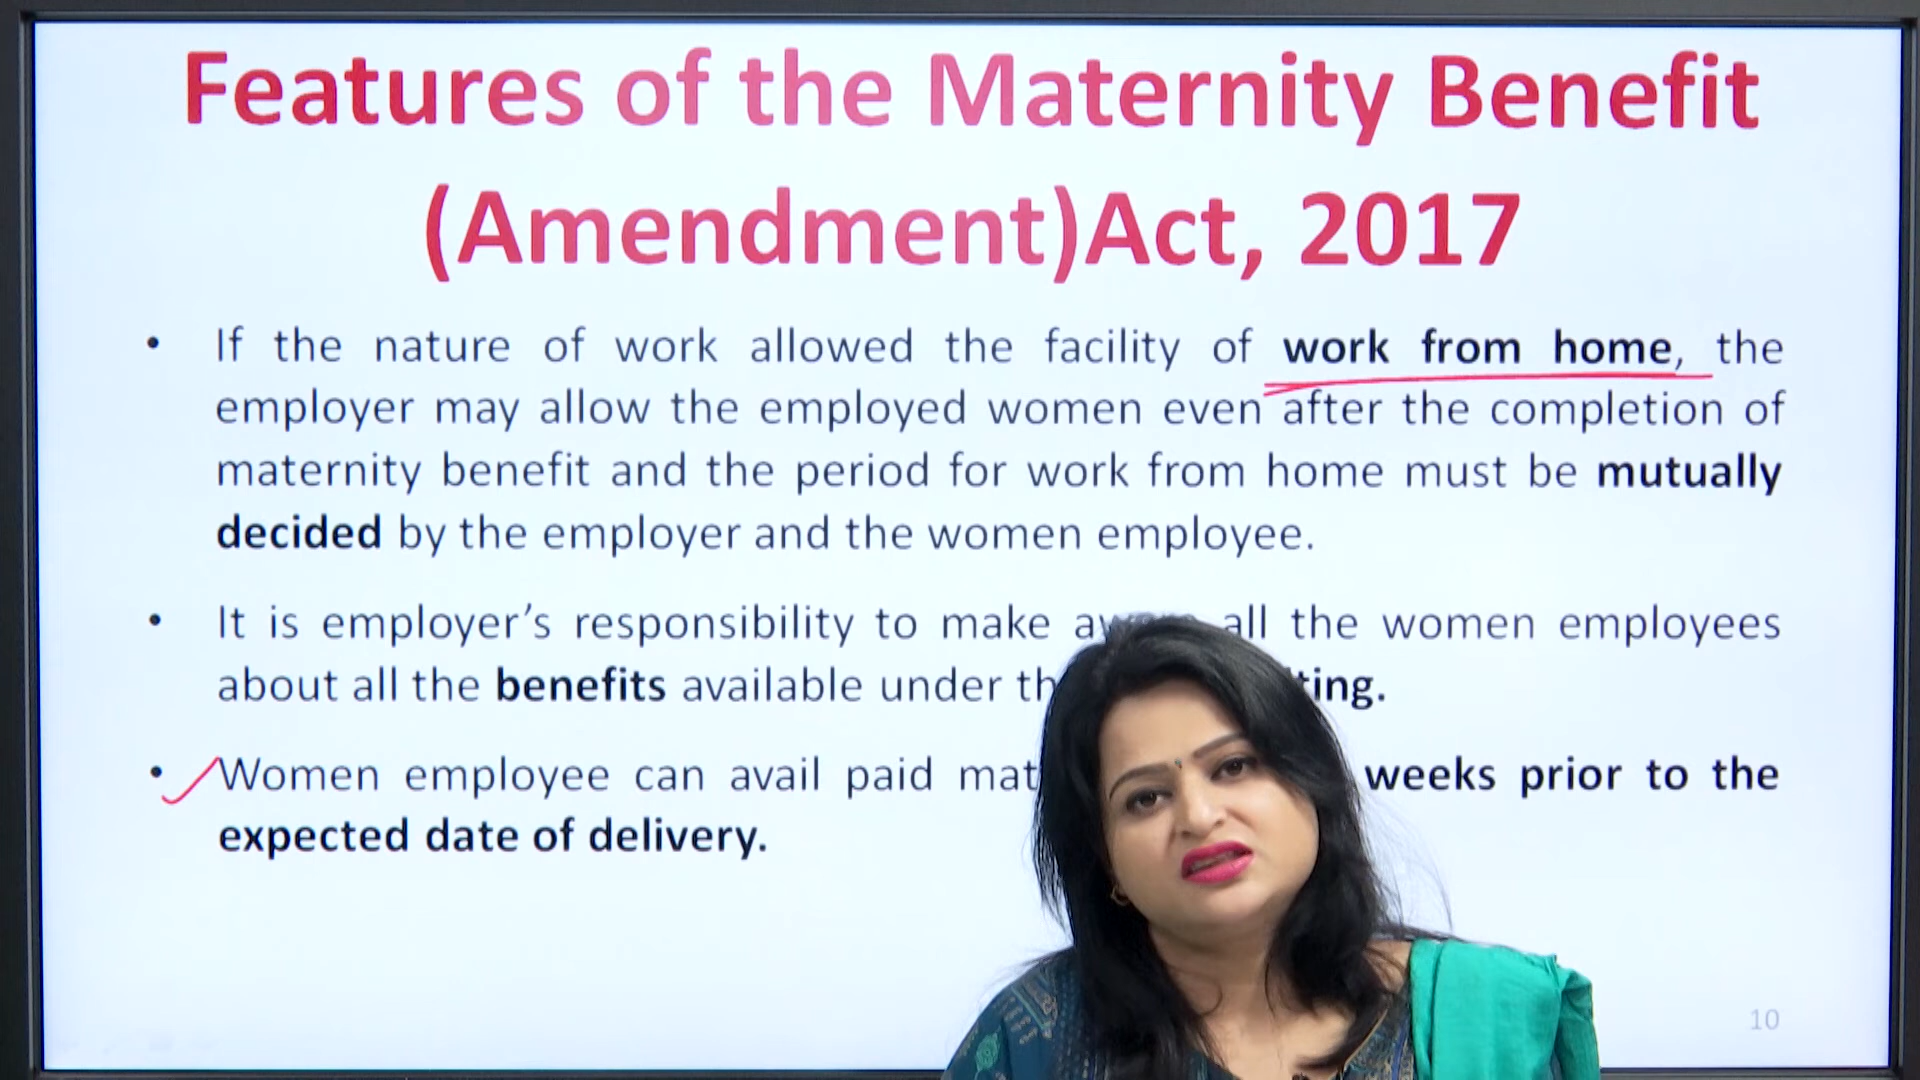 Features of the Maternity Benefit
(Amendment)Act, 2017
• If the nature of work allowed the facility of work from home, the
employer may allow the employed women even after the completion of
maternity benefit and the period for work from home must be mutually
decided by the employer and the women employee.
• It is employer’s responsibility to make all the women employees
about all the benefits available under
• Women employee can avail paid weeks prior to the
expected date of delivery.
10